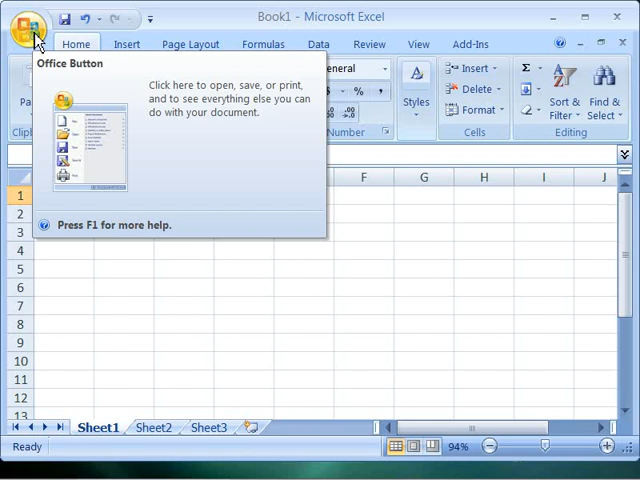 Book1 - Microsoft Excel
Home Insert Page Layout Formulas Data Review View Add-Ins
Office Button
Click here to open, save, or print,
and to see everything else you can
do with your document.
Press F1 for more help.
Styles
Insert
Delete
Format
Σ
Sort &
Filter
Find &
Select
Number Cells Editing
F G H I J
1
2
3
4
5
6
7
8
9
10
11
12
13
Sheet1 Sheet2 Sheet3
Ready 94%